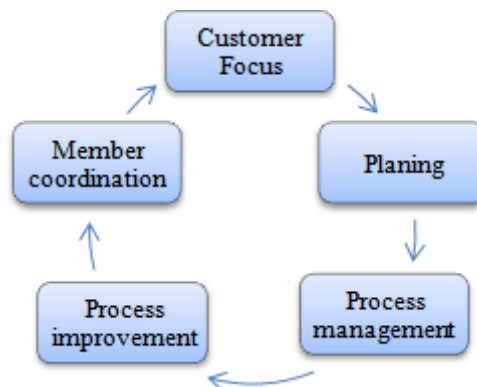 Customer
Focus
Planing
Process
management
Process
improvement
Member
coordination